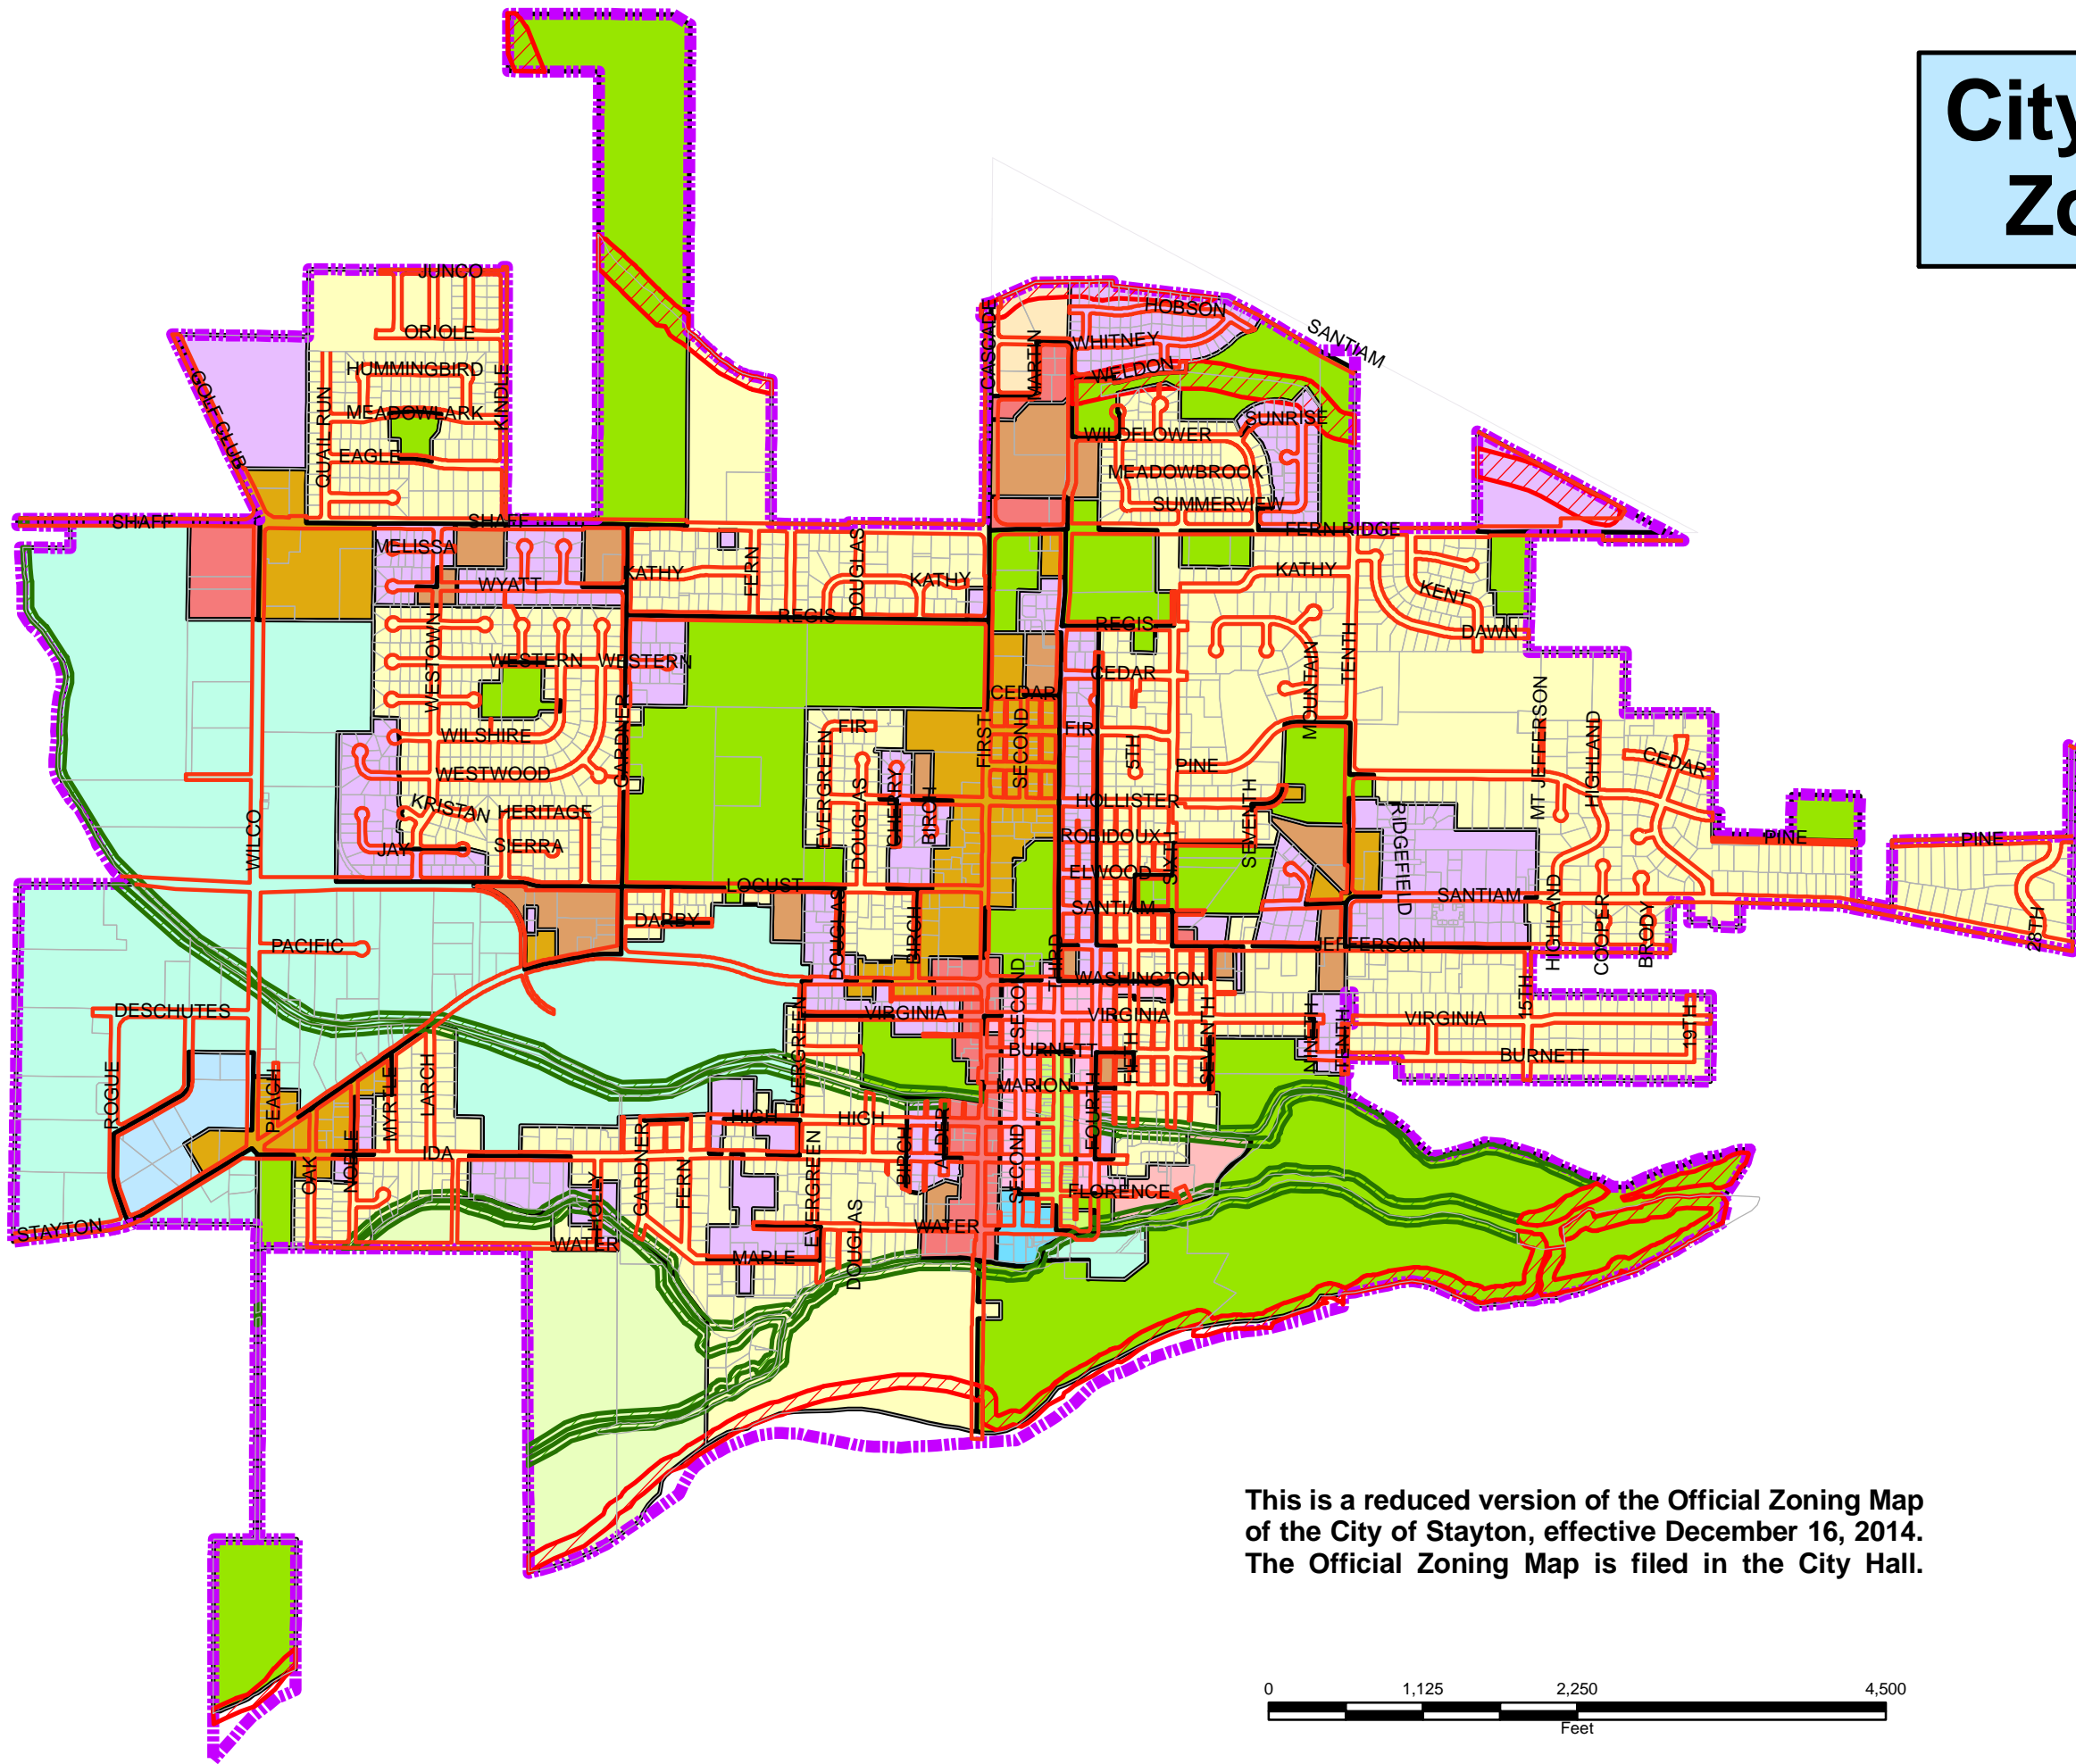 City
Zo
JUNCO
ORIOLE
HUMMINGBIRD
MEADOWLARK
EAGLE
QUAIL RUN
KINDLE
GOLF CLUB
SHAFF
SHAFF
CASCADE
MARTIN
HOBSON
WHITNEY
WELDON
SANTIAM
SUNRISE
WILDFLOWER
MEADOWBROOK
SUMMERVIEW
FERN RIDGE
MELISSA
WYATT
KATHY
FERN
DOUGLAS
KATHY
KATHY
KENT
DAWN
REGIS
REGIS
WESTOWN
WESTERN
WESTERN
GARDNER
CEDAR
CEDAR
MOUNTAIN
TENTH
WILSHIRE
WESTWOOD
KRISTAN
HERITAGE
SIERRA
JAY
WILCO
FIR
EVERGREEN
DOUGLAS
CHERRY
BIRCH
FIRST
SECOND
FIR
5TH
PINE
HOLLISTER
ROBIDOUX
ELWOOD
SIXTH
SEVENTH
SANTIAM
MT JEFFERSON
HIGHLAND
CEDAR
RIDGEFIELD
PINE
PINE
SANTIAM
LOCUST
DARBY
DOUGLAS
BIRCH
PACIFIC
JEFFERSON
HIGHLAND
COOPER
BRODY
28TH
DESCHUTES
WASHINGTON
SECOND
THIRD
VIRGINIA
VIRGINIA
VIRGINIA
15TH
19TH
EVERGREEN
BURNETT
BURNETT
FIFTH
SEVENTH
NINETH
TENTH
ROGUE
PEACH
MYRTLE
LARCH
MARION
HIGH
HIGH
FOURTH
OAK
NOBLE
IDA
GARDNER
FERN
EVERGREEN
BIRCH
ALDER
SECOND
FLORENCE
HOLLY
STAYTON
WATER
WATER
MAPLE
DOUGLAS
This is a reduced version of the Official Zoning Map
of the City of Stayton, effective December 16, 2014.
The Official Zoning Map is filed in the City Hall.
0 1,125 2,250 4,500
Feet